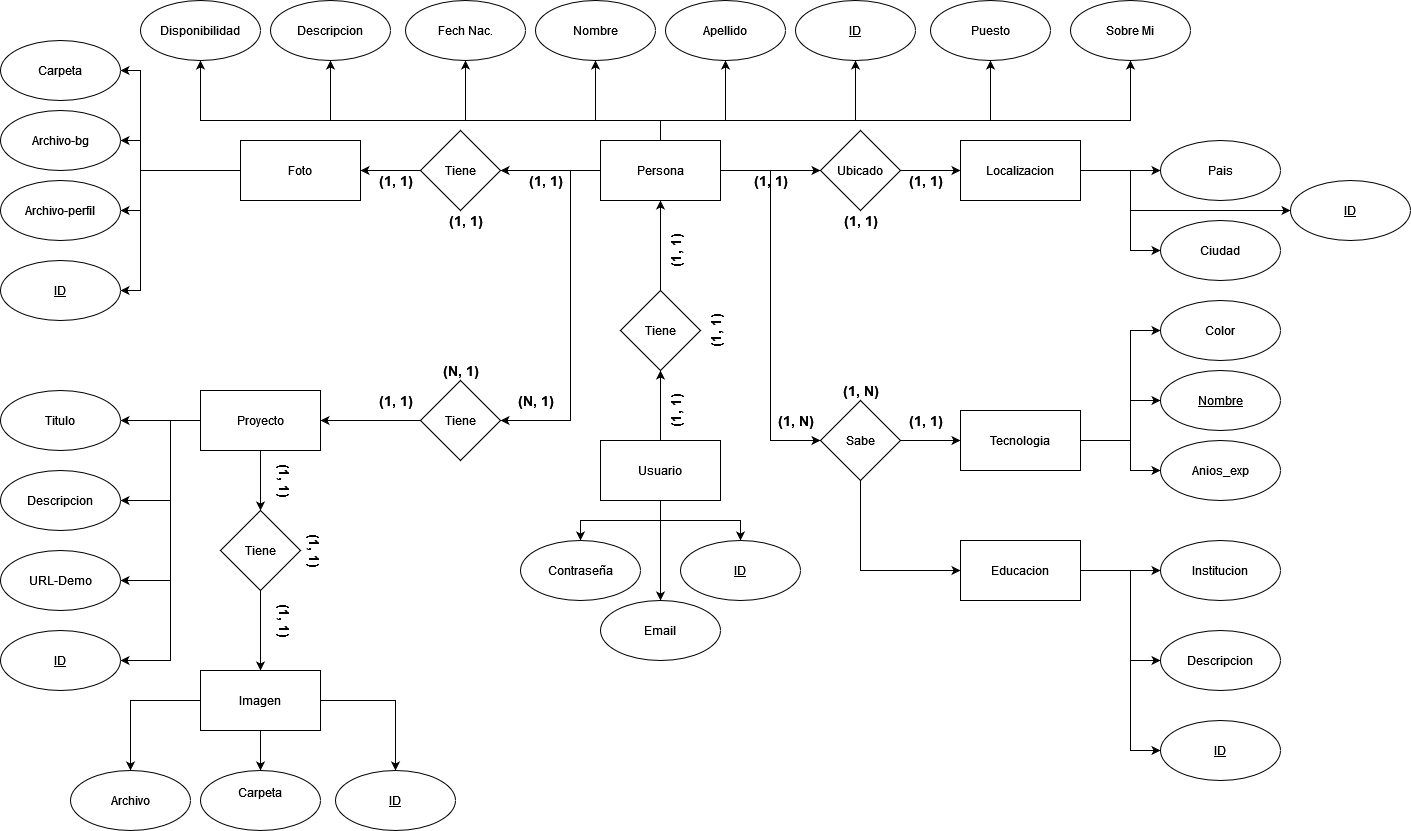 Disponibilidad
Descripcion
Fech Nac.
Nombre
Apellido
ID
Puesto
Sobre Mi
Carpeta
Archivo-bg
Archivo-perfil
ID
Foto
(1, 1)
Tiene
(1, 1)
(1, 1)
Persona
(1, 1)
Ubicado
(1, 1)
(1, 1)
Localizacion
Pais
ID
Ciudad
(1, 1)
Tiene
(1, 1)
(1, 1)
Usuario
Contraseña
Email
ID
(N, 1)
Tiene
(N, 1)
(1, 1)
Proyecto
Titulo
Descripcion
URL-Demo
ID
(1, 1)
Tiene
(1, 1)
(1, 1)
Imagen
Archivo
Carpeta
ID
(1, N)
(1, N)
Sabe
(1, 1)
Tecnologia
Color
Nombre
Anios_exp
Educacion
Institucion
Descripcion
ID